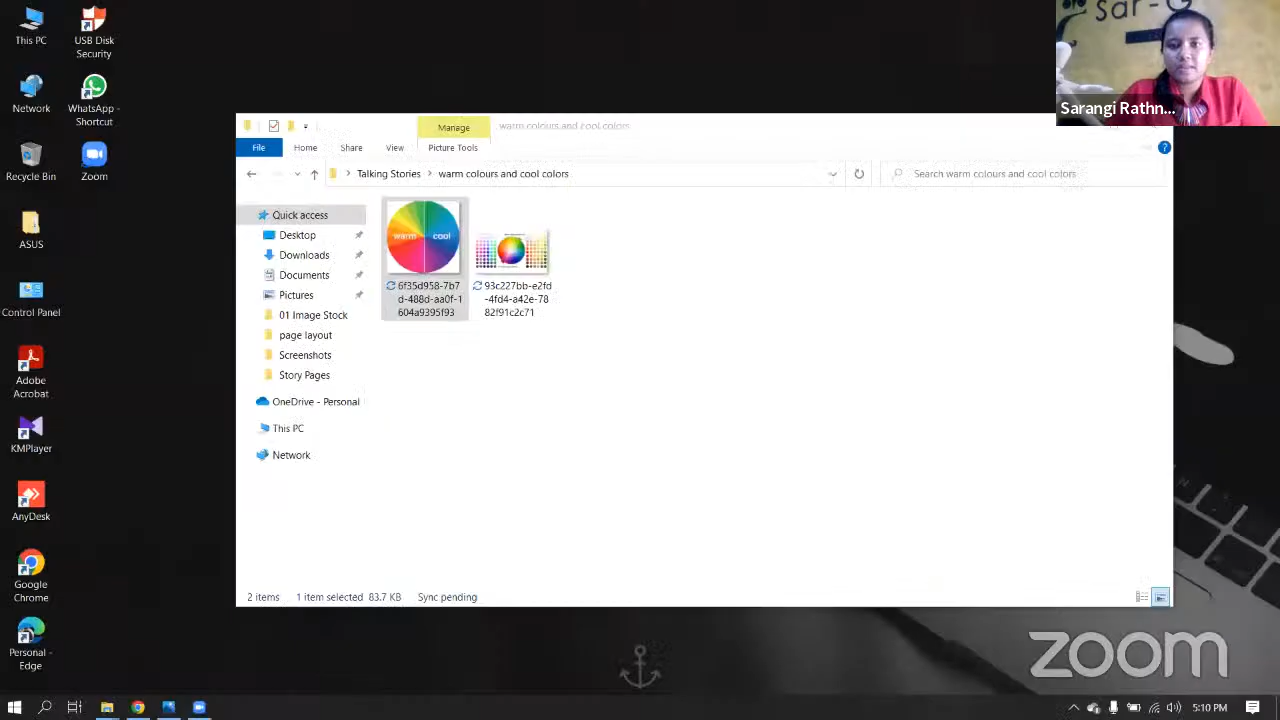 This PC
USB Disk
Security
Network
WhatsApp -
Shortcut
Recycle Bin
Zoom
ASUS
Control Panel
Adobe
Acrobat
KMPlayer
AnyDesk
Google
Chrome
Personal -
Edge
Sar-G
Sarangi Rathn...
Manage
warm colours and cool colors
File
Home
Share
View
Picture Tools
Talking Stories
warm colours and cool colors
Search warm colours and cool colors
Quick access
Desktop
Downloads
Documents
Pictures
01 Image Stock
page layout
Screenshots
Story Pages
OneDrive - Personal
This PC
Network
warm cool
6f35d958-7b7
d-488d-aa0f-1
604a9395f93
93c227bb-e2fd
-4fd4-a42e-78
82f91c2c71
2 items 1 item selected 83.7 KB Sync pending
zoom
5:10 PM